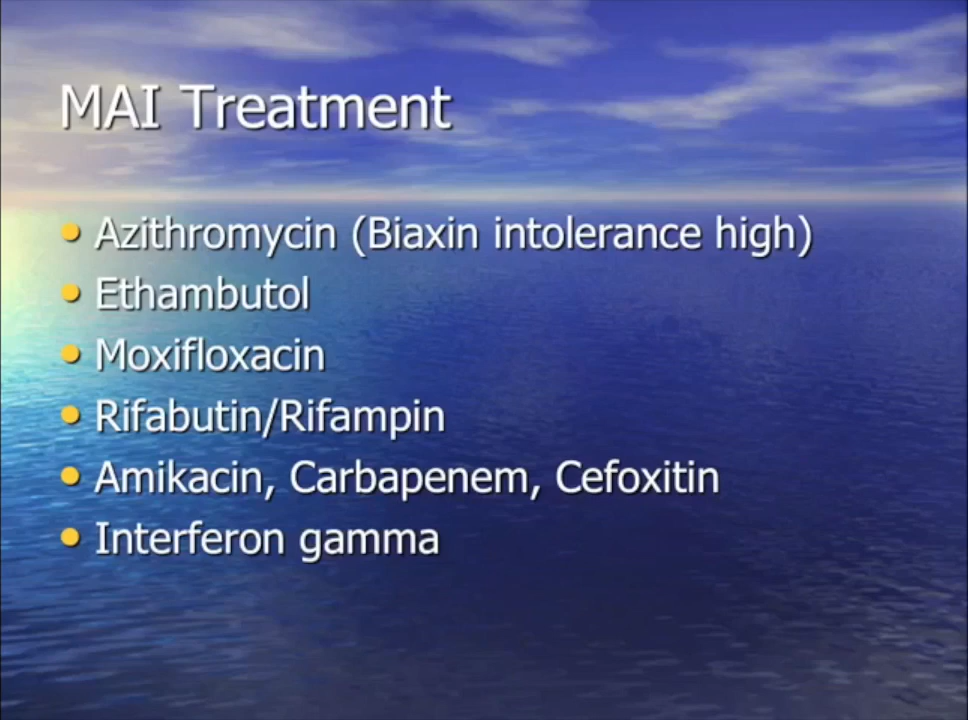 MAI Treatment
• Azithromycin (Biaxin intolerance high)
• Ethambutol
• Moxifloxacin
• Rifabutin/Rifampin
• Amikacin, Carbapenem, Cefoxitin
• Interferon gamma